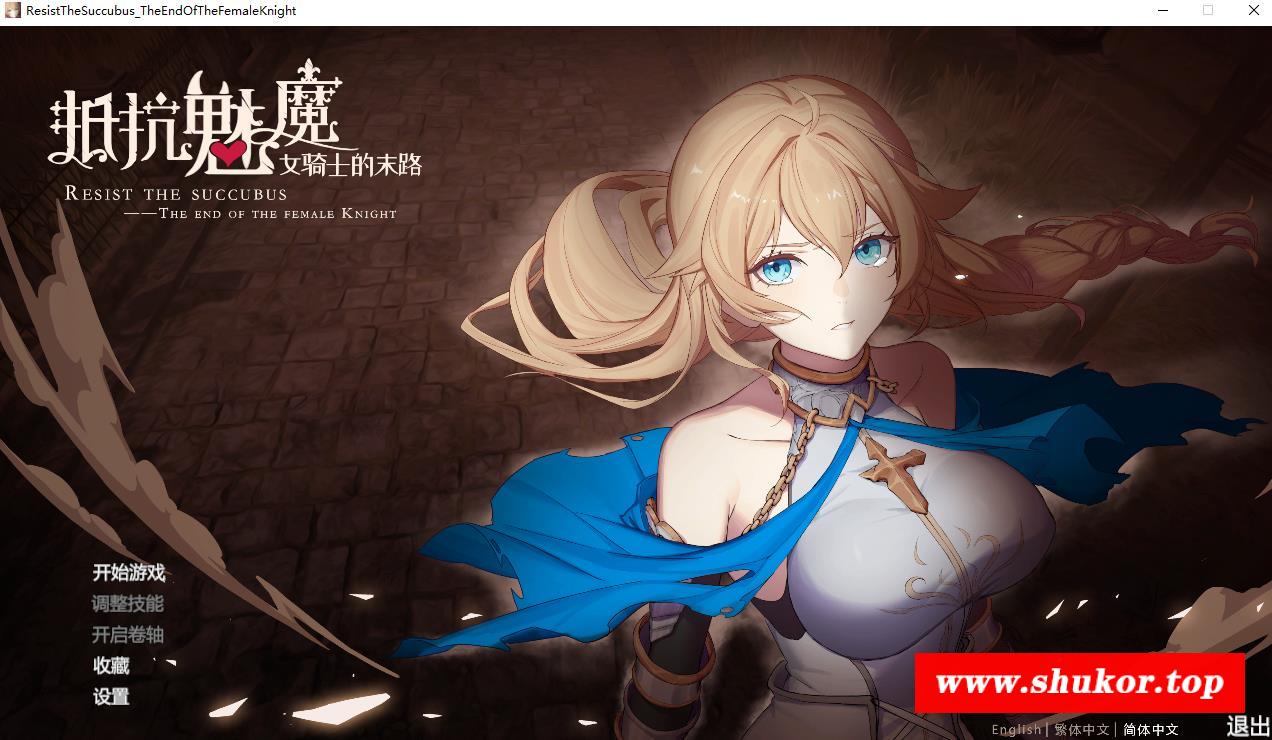 ResistTheSuccubus_TheEndOfTheFemaleKnight
抵抗魅魔
女骑士的末路
RESIST THE SUCCUBUS
——THE END OF THE FEMALE KNIGHT
开始游戏
调整技能
开启卷轴
收藏
设置
www.shukor.top
English| 繁体中文| 简体中文
退出